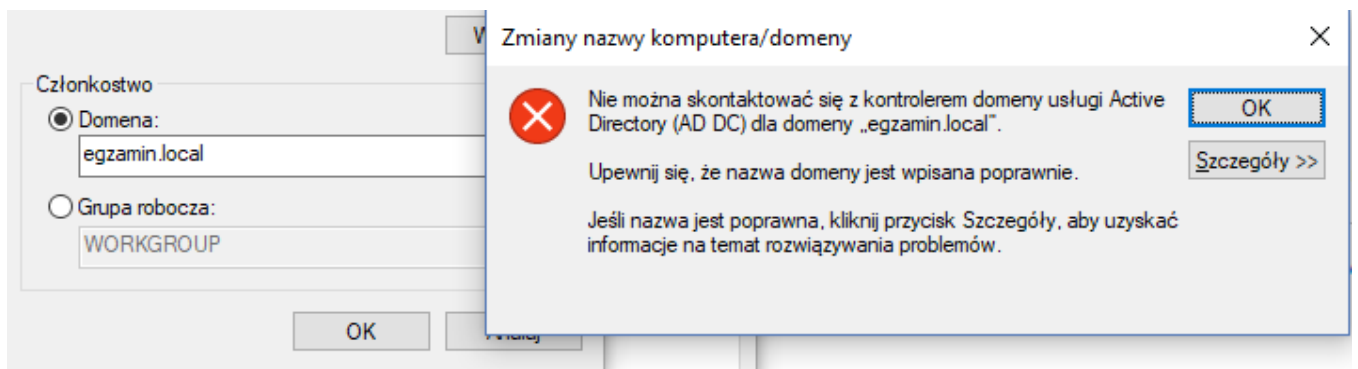 Członkostwo
Domena:
egzamin.local
Grupa robocza:
WORKGROUP
OK
Zmiany nazwy komputera/domeny
Nie można skontaktować się z kontrolerem domeny usługi Active
Directory (AD DC) dla domeny „egzamin.local”.
Upewnij się, że nazwa domeny jest wpisana poprawnie.
Jeśli nazwa jest poprawna, kliknij przycisk Szczegóły, aby uzyskać
informacje na temat rozwiązywania problemów.
OK
Szczegóły >>